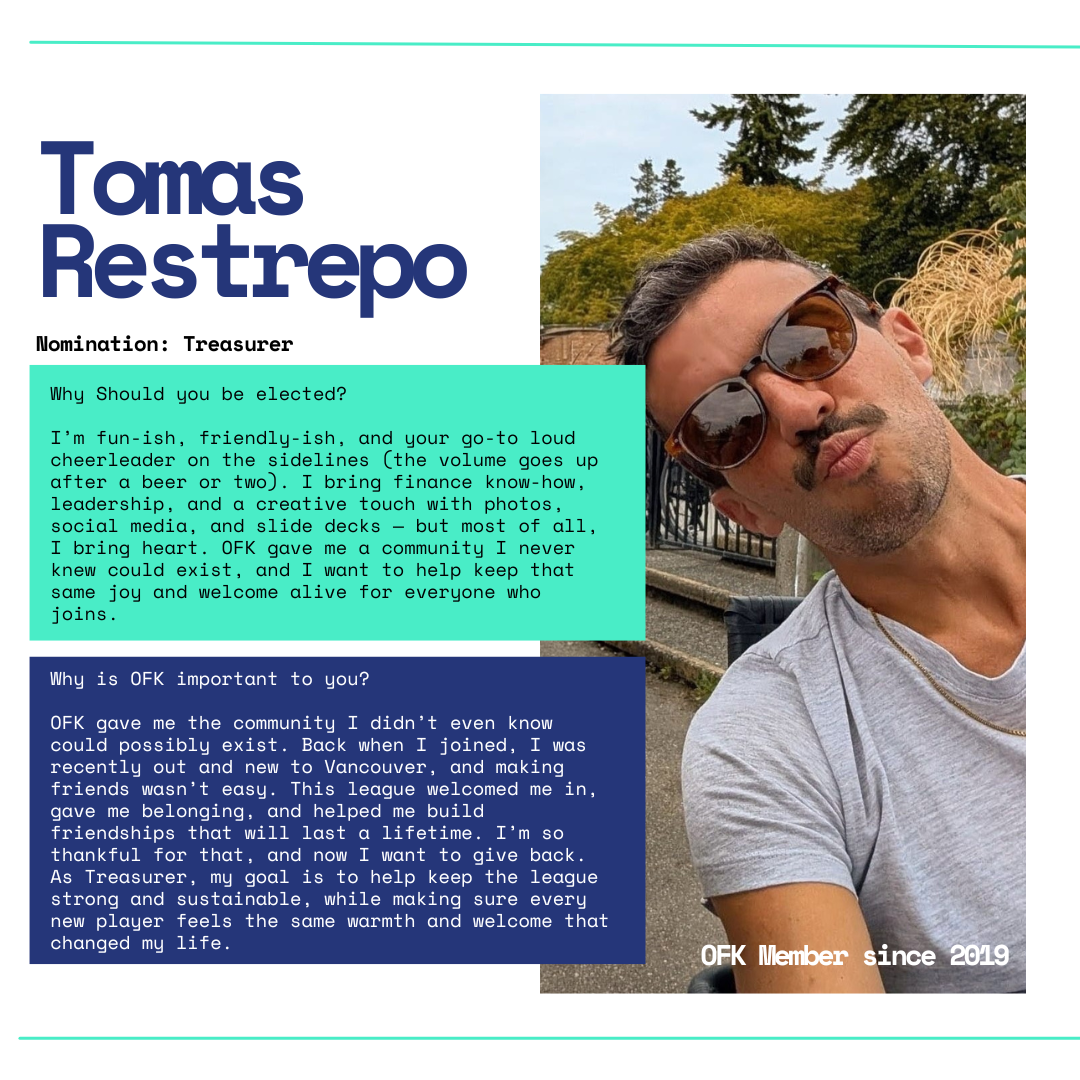 Tomas
Restrepo
Nomination: Treasurer
Why Should you be elected?
I'm fun-ish, friendly-ish, and your go-to loud
cheerleader on the sidelines (the volume goes up
after a beer or two). I bring finance know-how,
leadership, and a creative touch with photos,
social media, and slide decks – but most of all,
I bring heart. OFK gave me a community I never
knew could exist, and I want to help keep that
same joy and welcome alive for everyone who
joins.
Why is OFK important to you?
OFK gave me the community I didn't even know
could possibly exist. Back when I joined, I was
recently out and new to Vancouver, and making
friends wasn't easy. This league welcomed me in,
gave me belonging, and helped me build
friendships that will last a lifetime. I'm so
thankful for that, and now I want to give back.
As Treasurer, my goal is to help keep the league
strong and sustainable, while making sure every
new player feels the same warmth and welcome that
changed my life.
OFK Member since 2019